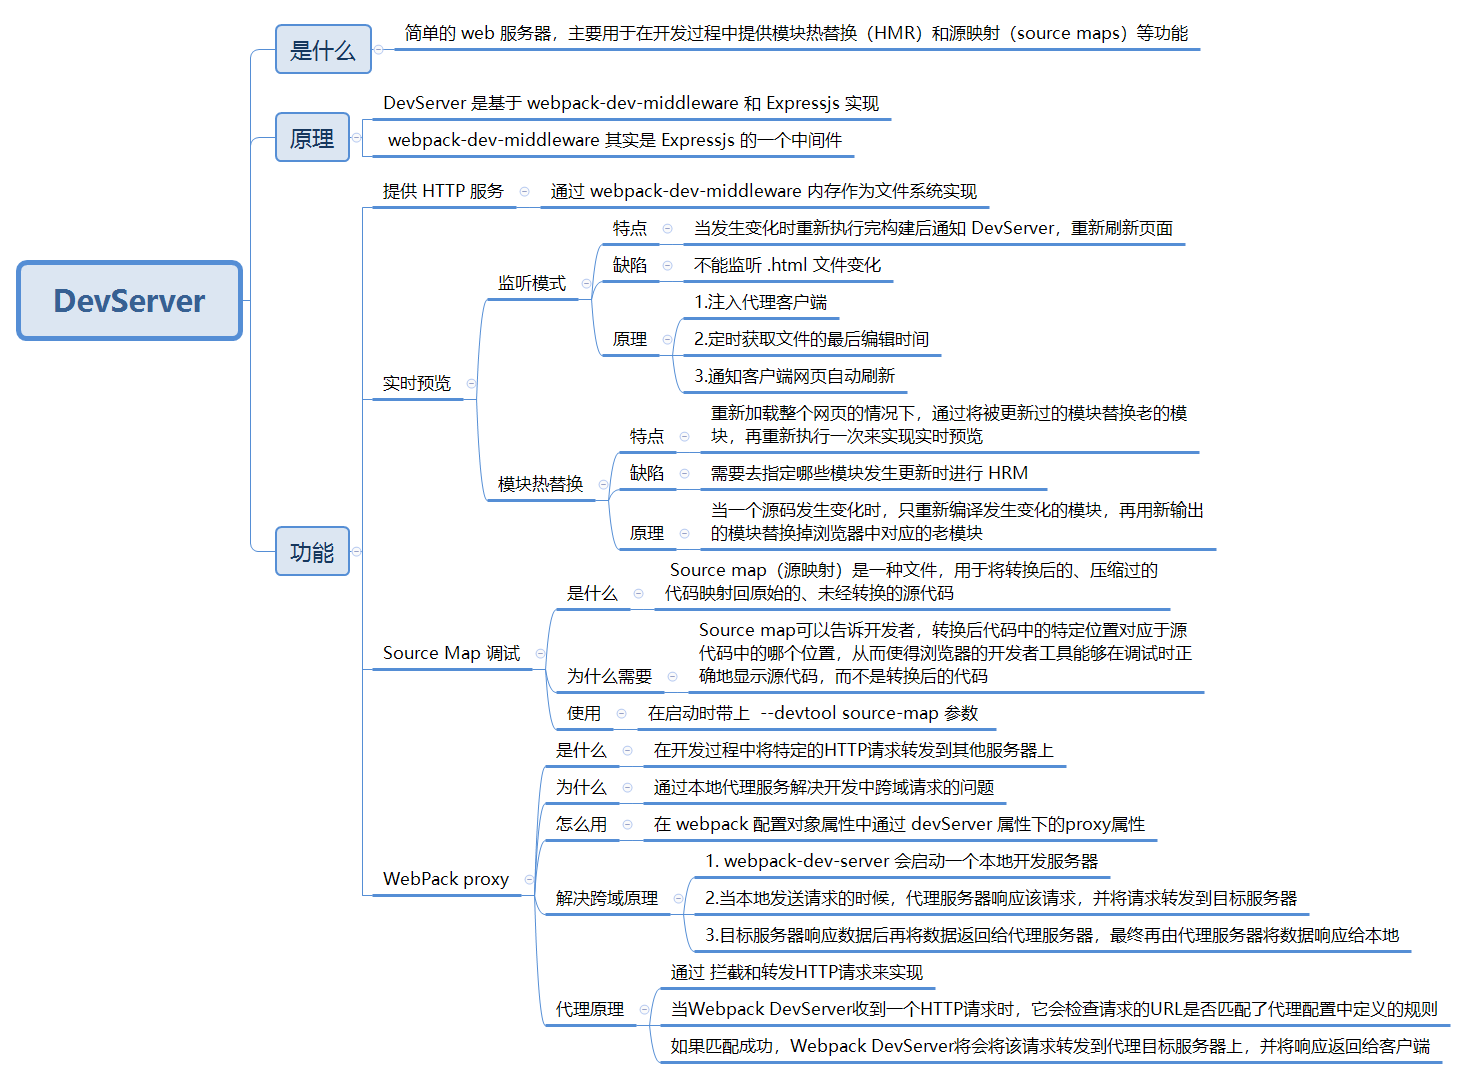 DevServer
是什么
简单的 web 服务器，主要用于在开发过程中提供模块热替换（HMR）和源映射（source maps）等功能
原理
DevServer 是基于 webpack-dev-middleware 和 Expressjs 实现
webpack-dev-middleware 其实是 Expressjs 的一个中间件
功能
提供 HTTP 服务
通过 webpack-dev-middleware 内存作为文件系统实现
实时预览
监听模式
特点
当发生变化时重新执行完构建后通知 DevServer，重新刷新页面
缺陷
不能监听 .html 文件变化
原理
1.注入代理客户端
2.定时获取文件的最后编辑时间
3.通知客户端网页自动刷新
模块热替换
特点
重新加载整个网页的情况下，通过将被更新过的模块替换老的模
块，再重新执行一次来实现实时预览
缺陷
需要去指定哪些模块发生更新时进行 HRM
原理
当一个源码发生变化时，只重新编译发生变化的模块，再用新输出
的模块替换掉浏览器中对应的老模块
Source Map 调试
是什么
Source map（源映射）是一种文件，用于将转换后的、压缩过的
代码映射回原始的、未经转换的源代码
为什么需要
Source map可以告诉开发者，转换后代码中的特定位置对应于源
代码中的哪个位置，从而使得浏览器的开发者工具能够在调试时正
确地显示源代码，而不是转换后的代码
使用
在启动时带上  --devtool source-map 参数
WebPack proxy
是什么
在开发过程中将特定的HTTP请求转发到其他服务器上
为什么
通过本地代理服务解决开发中跨域请求的问题
怎么用
在 webpack 配置对象属性中通过 devServer 属性下的proxy属性
解决跨域原理
1. webpack-dev-server 会启动一个本地开发服务器
2.当本地发送请求的时候，代理服务器响应该请求，并将请求转发到目标服务器
3.目标服务器响应数据后再将数据返回给代理服务器，最终再由代理服务器将数据响应给本地
代理原理
通过 拦截和转发HTTP请求来实现
当Webpack DevServer收到一个HTTP请求时，它会检查请求的URL是否匹配了代理配置中定义的规则
如果匹配成功，Webpack DevServer将会将该请求转发到代理目标服务器上，并将响应返回给客户端